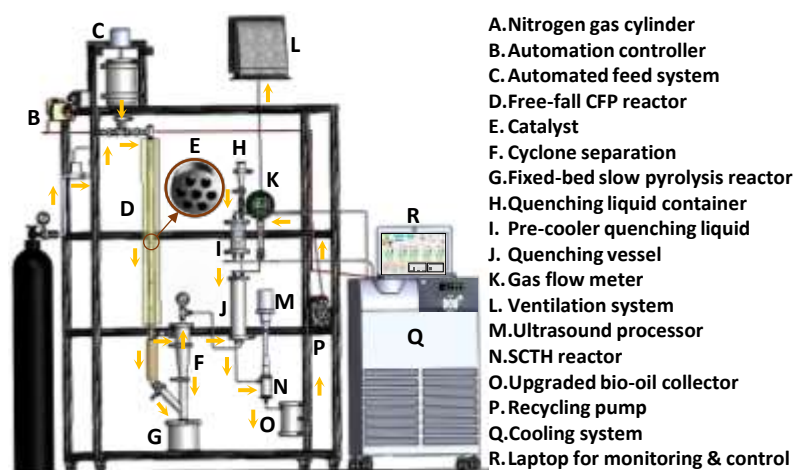 C
L
B
E
H
K
D
R
I
J
M
Q
F
P
N
O
G
A.Nitrogen gas cylinder
B.Automation controller
C.Automated feed system
D.Free-fall CFP reactor
E. Catalyst
F. Cyclone separation
G.Fixed-bed slow pyrolysis reactor
H.Quenching liquid container
I. Pre-cooler quenching liquid
J. Quenching vessel
K.Gas flow meter
L. Ventilation system
M.Ultrasound processor
N.SCTH reactor
O.Upgraded bio-oil collector
P.Recycling pump
Q.Cooling system
R.Laptop for monitoring & control